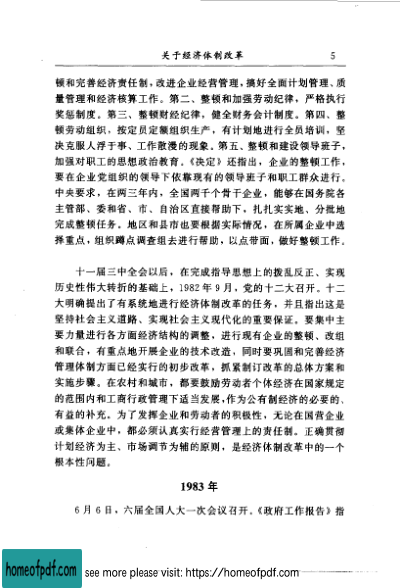 关于经济体制改革 5
顿和完善经济责任制，改进企业经营管理，搞好全面计划管理、质
量管理和经济核算工作。第二、整顿和加强劳动纪律，严格执行
奖惩制度。第三、整顿财经纪律，健全财务会计制度。第四、整
顿劳动组织，按定员定额组织生产，有计划地进行全员培训，坚
决克服人浮于事、工作散漫的现象。第五、整顿和建设领导班子，
加强对职工的思想政治教育。《决定》还指出，企业的整顿工作，
要在企业党组织的领导下依靠现有的领导班子和职工群众进行。
中央要求，在两三年内，全国两千个骨干企业，能够在国务院各
主管部、委和省、市、自治区直接帮助下，扎扎实实地、分批地
完成整顿任务。地区和县市也要根据实际情况，在所属企业中选
择重点，组织蹲点调查组去进行帮助，以点带面，做好整顿工作。
十一届三中全会以后，在完成指导思想上的拨乱反正、实现
历史性伟大转折的基础上，1982年9月，党的十二大召开。十二
大明确提出了有系统地进行经济体制改革的任务，并且指出这是
坚持社会主义道路、实现社会主义现代化的重要保证。要集中主
要力量进行各方面经济结构的调整，进行现有企业的整顿、改组
和联合，有重点地开展企业的技术改造，同时要巩固和完善经济
管理体制方面已经实行的初步改革，抓紧制订改革的总体方案和
实施步骤。在农村和城市，都要鼓励劳动者个体经济在国家规定
的范围内和工商行政管理下适当发展，作为公有制经济的必要的、
有益的补充。为了发挥企业和劳动者的积极性，无论在国营企业
或集体企业中，都必须认真实行经营管理上的责任制。正确贯彻
计划经济为主、市场调节为辅的原则，是经济体制改革中的一个
根本性问题。
1983年
6月6日，六届全国人大一次会议召开。《政府工作报告》指
homeofpdf.com
see more please visit: https://homeofpdf.com